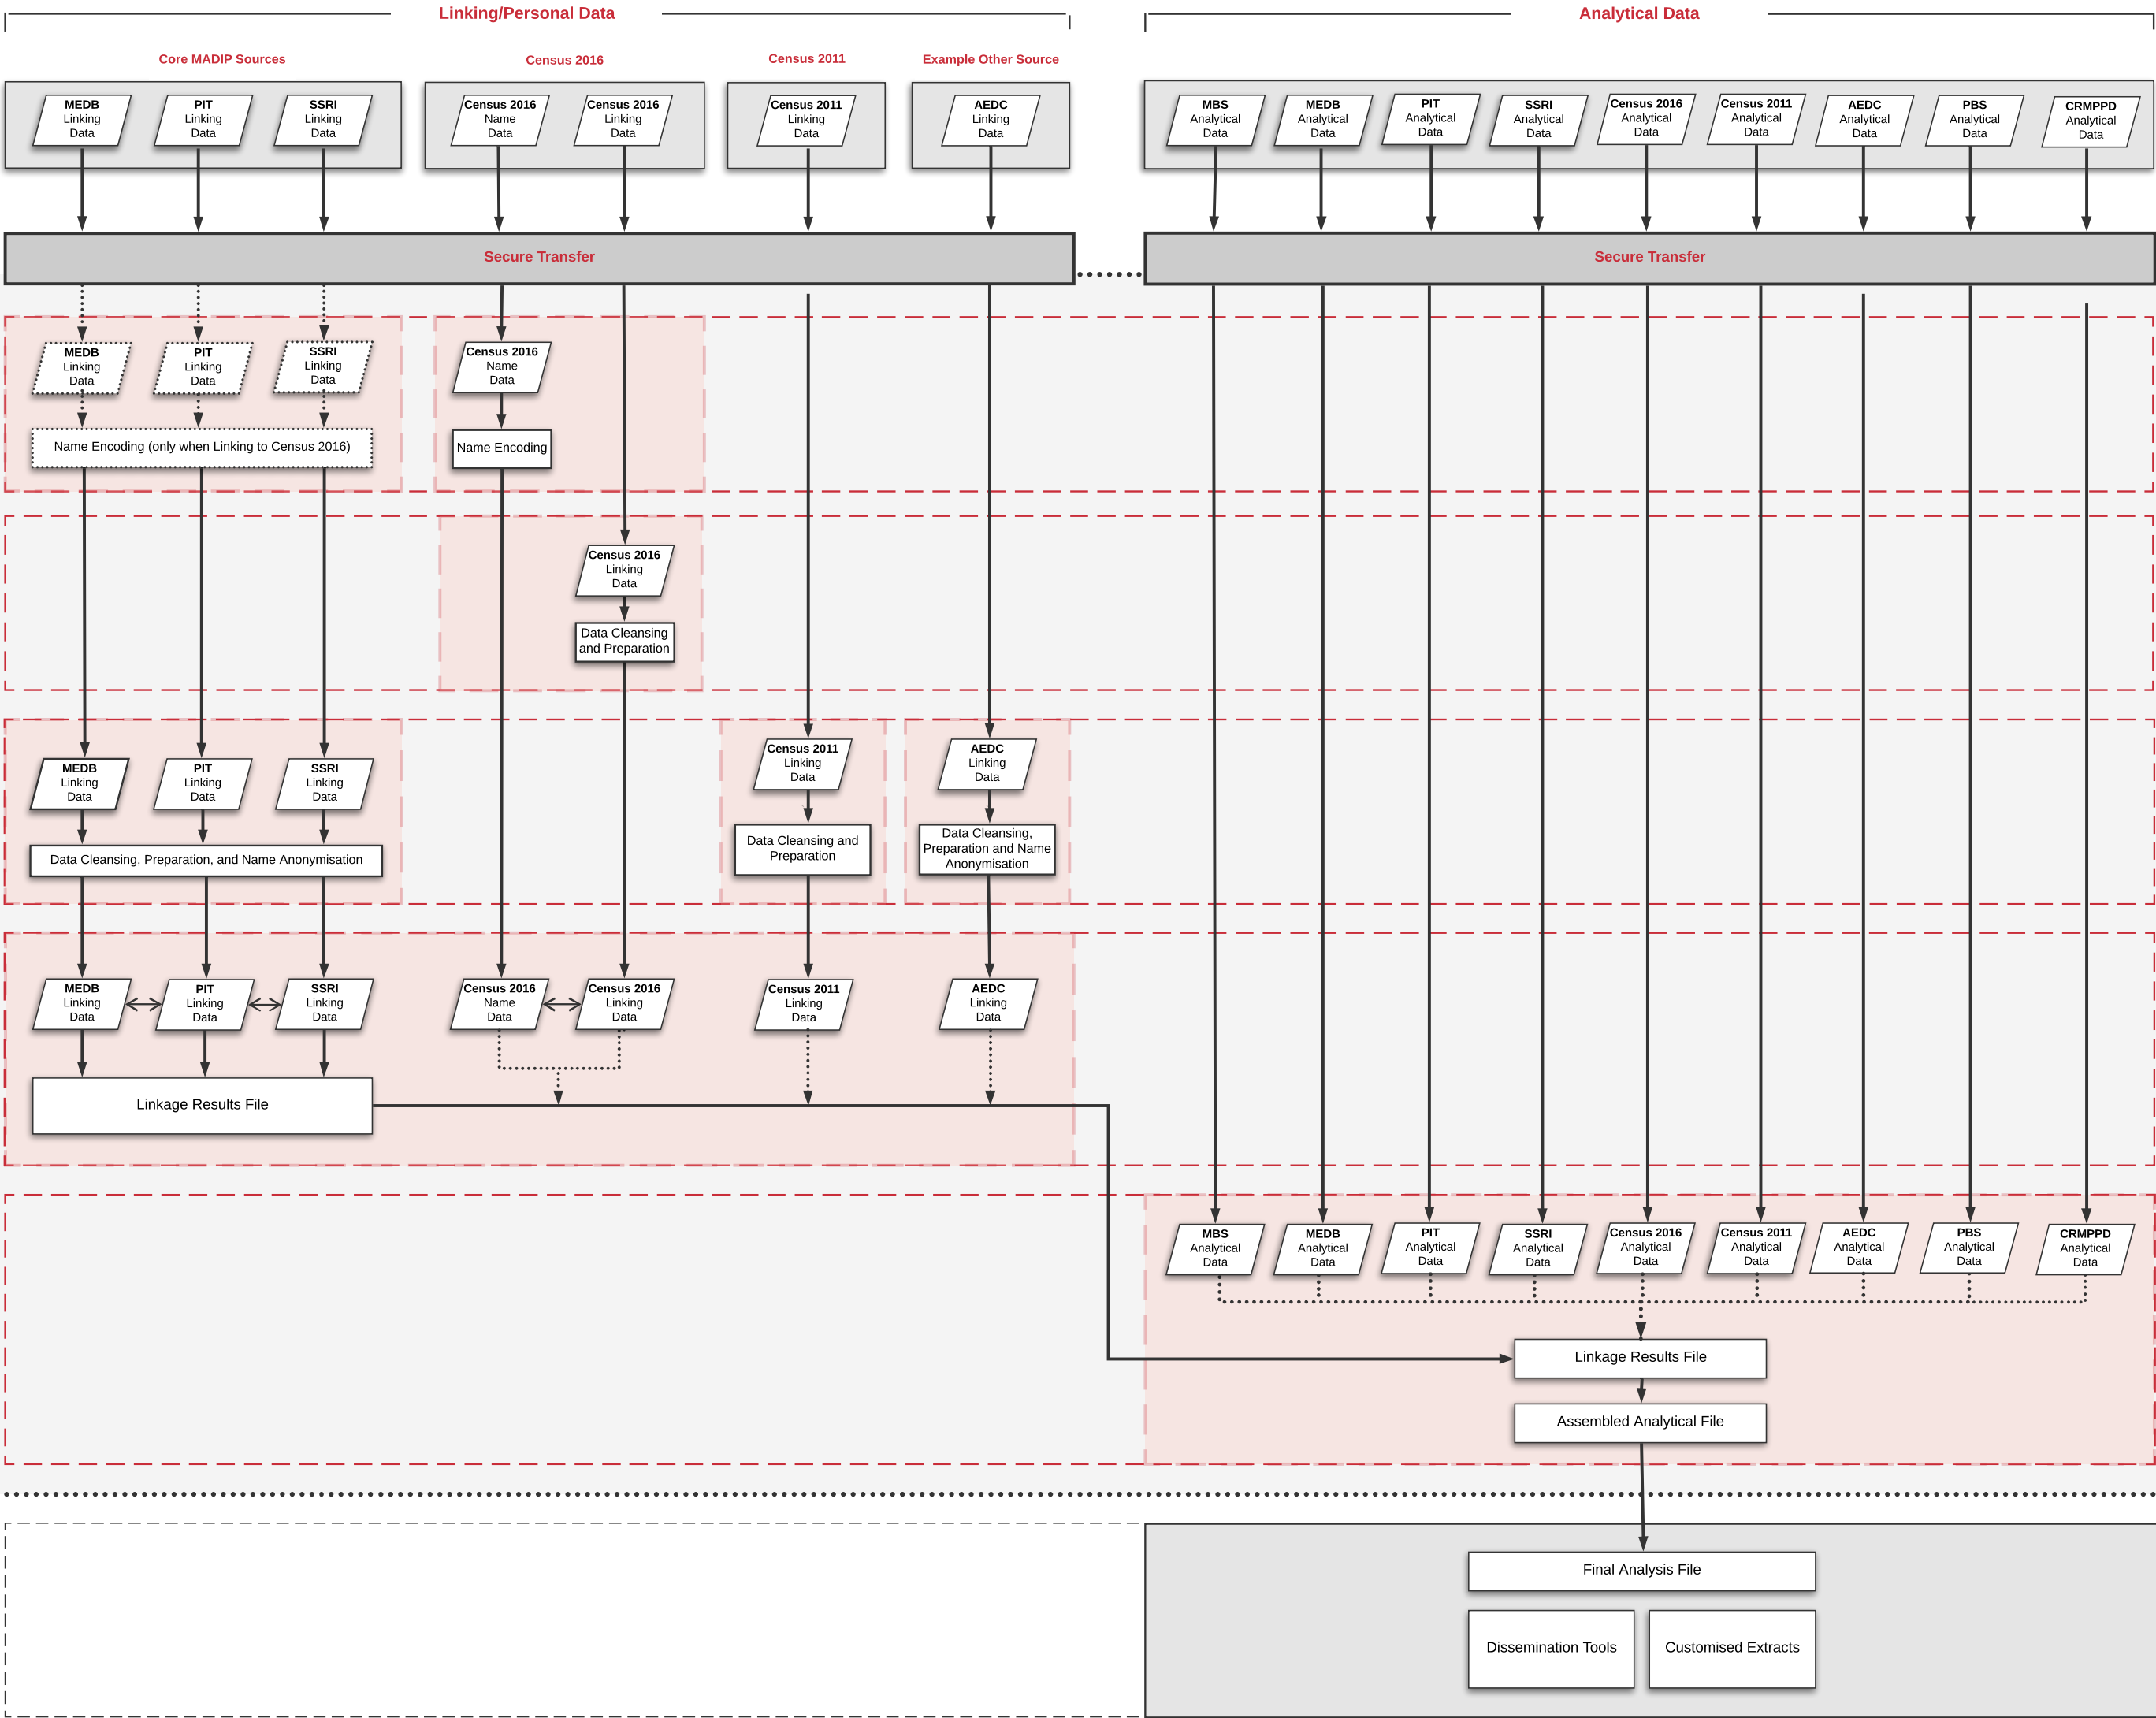 Linking/Personal Data
Analytical Data
Core MADIP Sources
Census 2016
Census 2011
Example Other Source
MEDB
Linking
Data
PIT
Linking
Data
SSRI
Linking
Data
Census 2016
Name
Data
Census 2016
Linking
Data
Census 2011
Linking
Data
AEDC
Linking
Data
MBS
Analytical
Data
MEDB
Analytical
Data
PIT
Analytical
Data
SSRI
Analytical
Data
Census 2016
Analytical
Data
Census 2011
Analytical
Data
AEDC
Analytical
Data
PBS
Analytical
Data
CRMPPD
Analytical
Data
Secure Transfer
Secure Transfer
MEDB
Linking
Data
PIT
Linking
Data
SSRI
Linking
Data
Census 2016
Name
Data
Name Encoding (only when Linking to Census 2016)
Name Encoding
Census 2016
Linking
Data
Data Cleansing
and Preparation
MEDB
Linking
Data
PIT
Linking
Data
SSRI
Linking
Data
Census 2011
Linking
Data
AEDC
Linking
Data
Data Cleansing, Preparation, and Name Anonymisation
Data Cleansing and
Preparation
Data Cleansing,
Preparation and Name
Anonymisation
MEDB
Linking
Data
PIT
Linking
Data
SSRI
Linking
Data
Census 2016
Name
Data
Census 2016
Linking
Data
Census 2011
Linking
Data
AEDC
Linking
Data
Linkage Results File
MBS
Analytical
Data
MEDB
Analytical
Data
PIT
Analytical
Data
SSRI
Analytical
Data
Census 2016
Analytical
Data
Census 2011
Analytical
Data
AEDC
Analytical
Data
PBS
Analytical
Data
CRMPPD
Analytical
Data
Linkage Results File
Assembled Analytical File
Final Analysis File
Dissemination Tools
Customised Extracts